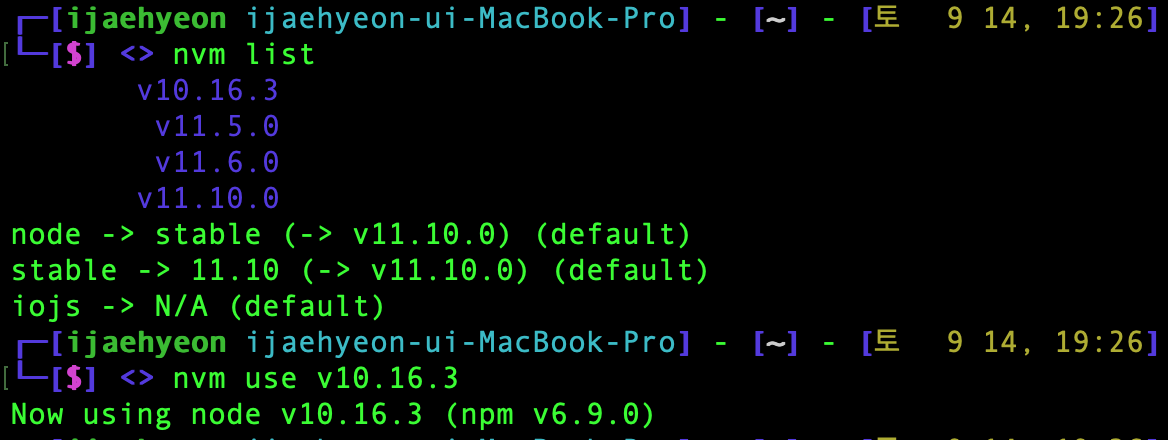 ┌─[ijaehyeon ijaehyeon-ui-MacBook-Pro] - [~] - [토  9 14, 19:26]
[└─[$] <> nvm list
v10.16.3
v11.5.0
v11.6.0
v11.10.0
node -> stable (-> v11.10.0) (default)
stable -> 11.10 (-> v11.10.0) (default)
iojs -> N/A (default)
┌─[ijaehyeon ijaehyeon-ui-MacBook-Pro] - [~] - [토  9 14, 19:26]
[└─[$] <> nvm use v10.16.3
Now using node v10.16.3 (npm v6.9.0)